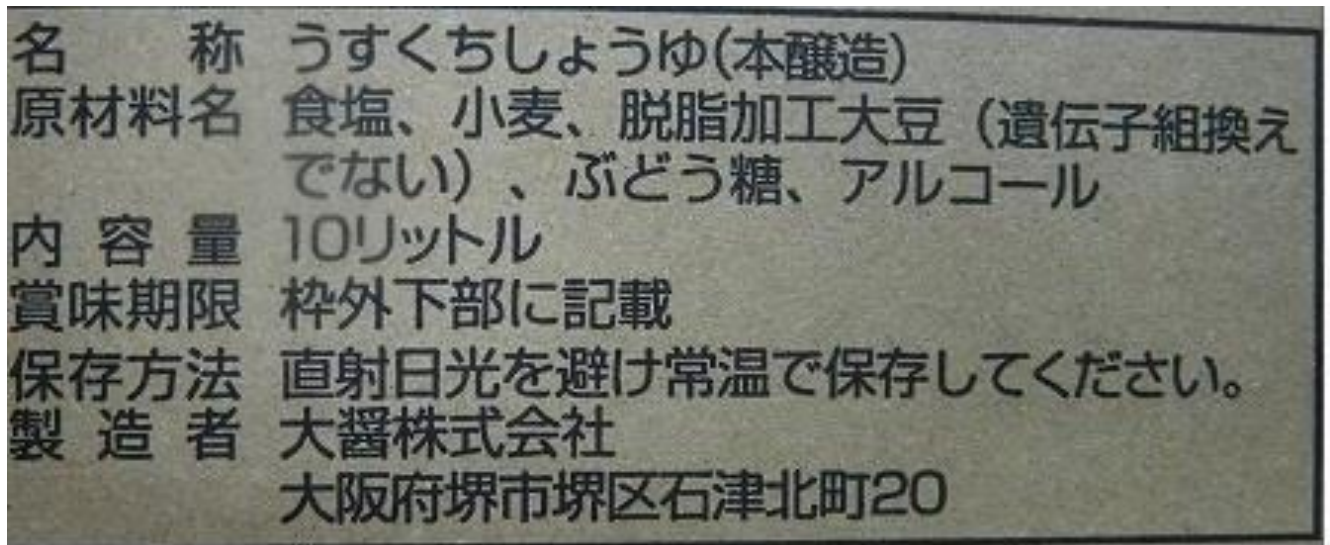 名称 うすくちしょうゆ(本醸造)
原材料名 食塩、小麦、脱脂加工大豆（遺伝子組換え
でない）、ぶどう糖、アルコール
内容量 10リットル
賞味期限 枠外下部に記載
保存方法 直射日光を避け常温で保存してください。
製造者 大醤株式会社
大阪府堺市堺区石津北町20